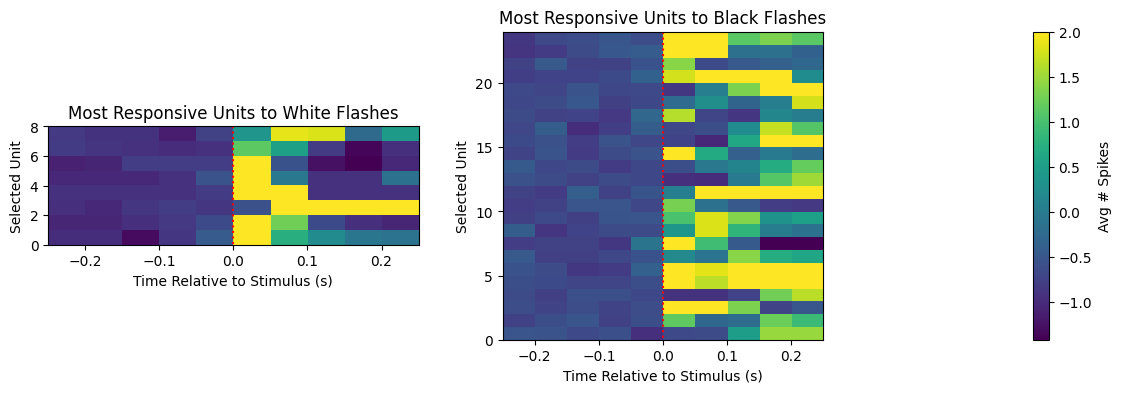 Most Responsive Units to White Flashes
Selected Unit
8
6
4
2
0
−0.2 −0.1 0.0 0.1 0.2
Time Relative to Stimulus (s)
Most Responsive Units to Black Flashes
Selected Unit
20
15
10
5
0
−0.2 −0.1 0.0 0.1 0.2
Time Relative to Stimulus (s)
2.0
1.5
1.0
0.5
0.0
−0.5
−1.0
Avg # Spikes